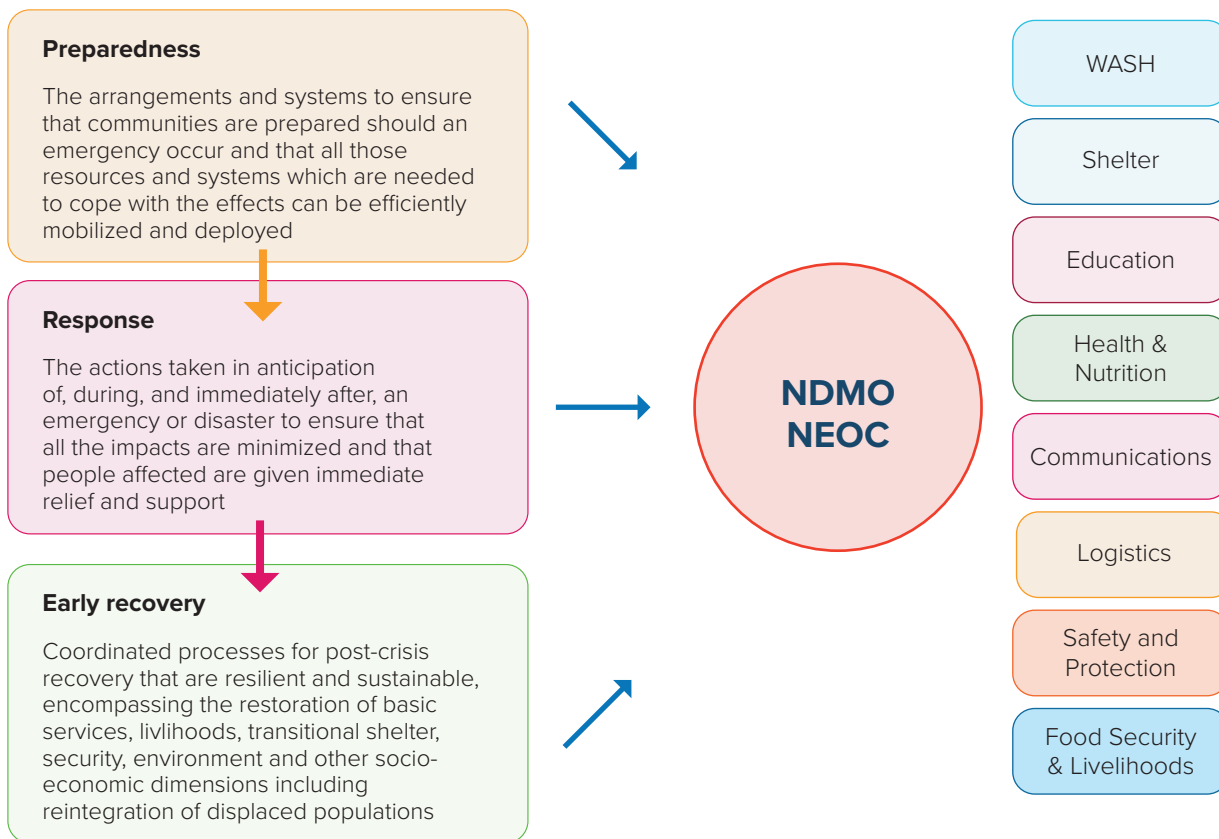 Preparedness
The arrangements and systems to ensure
that communities are prepared should an
emergency occur and that all those
resources and systems which are needed
to cope with the effects can be efficiently
mobilized and deployed
Response
The actions taken in anticipation
of, during, and immediately after, an
emergency or disaster to ensure that
all the impacts are minimized and that
people affected are given immediate
relief and support
Early recovery
Coordinated processes for post-crisis
recovery that are resilient and sustainable,
encompassing the restoration of basic
services, livlihoods, transitional shelter,
security, environment and other socio-
economic dimensions including
reintegration of displaced populations
NDMO
NEOC
WASH
Shelter
Education
Health &
Nutrition
Communications
Logistics
Safety and
Protection
Food Security
& Livelihoods